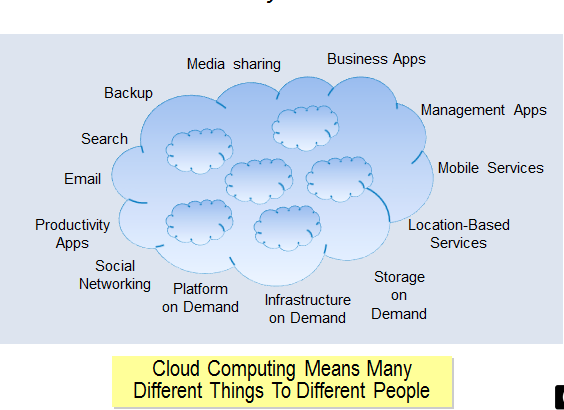 Media sharing
Business Apps
Backup
Management Apps
Search
Mobile Services
Email
Productivity
Apps
Location-Based
Services
Social
Networking
Platform
on Demand
Infrastructure
on Demand
Storage
on
Demand
Cloud Computing Means Many
Different Things To Different People